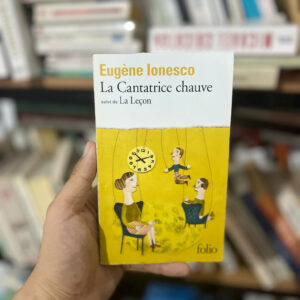 Eugène Ionesco
La Cantatrice chauve
suivi de La Leçon
folio